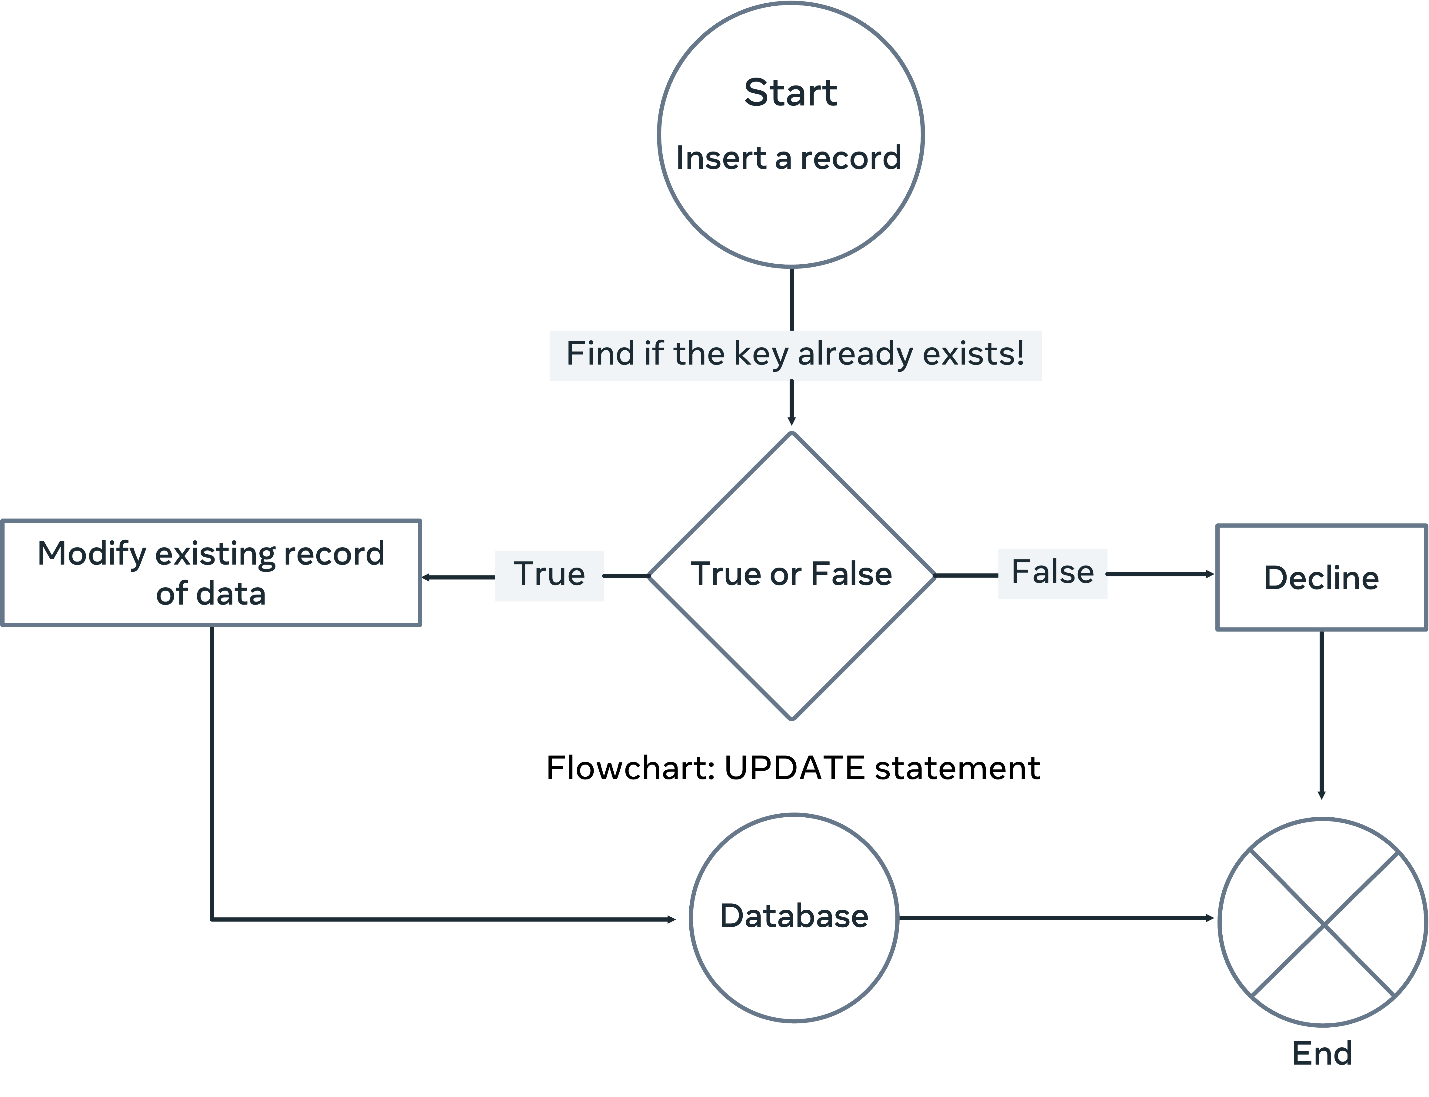 Start
Insert a record
Find if the key already exists!
Modify existing record
of data
True
True or False
False
Decline
Flowchart: UPDATE statement
Database
End